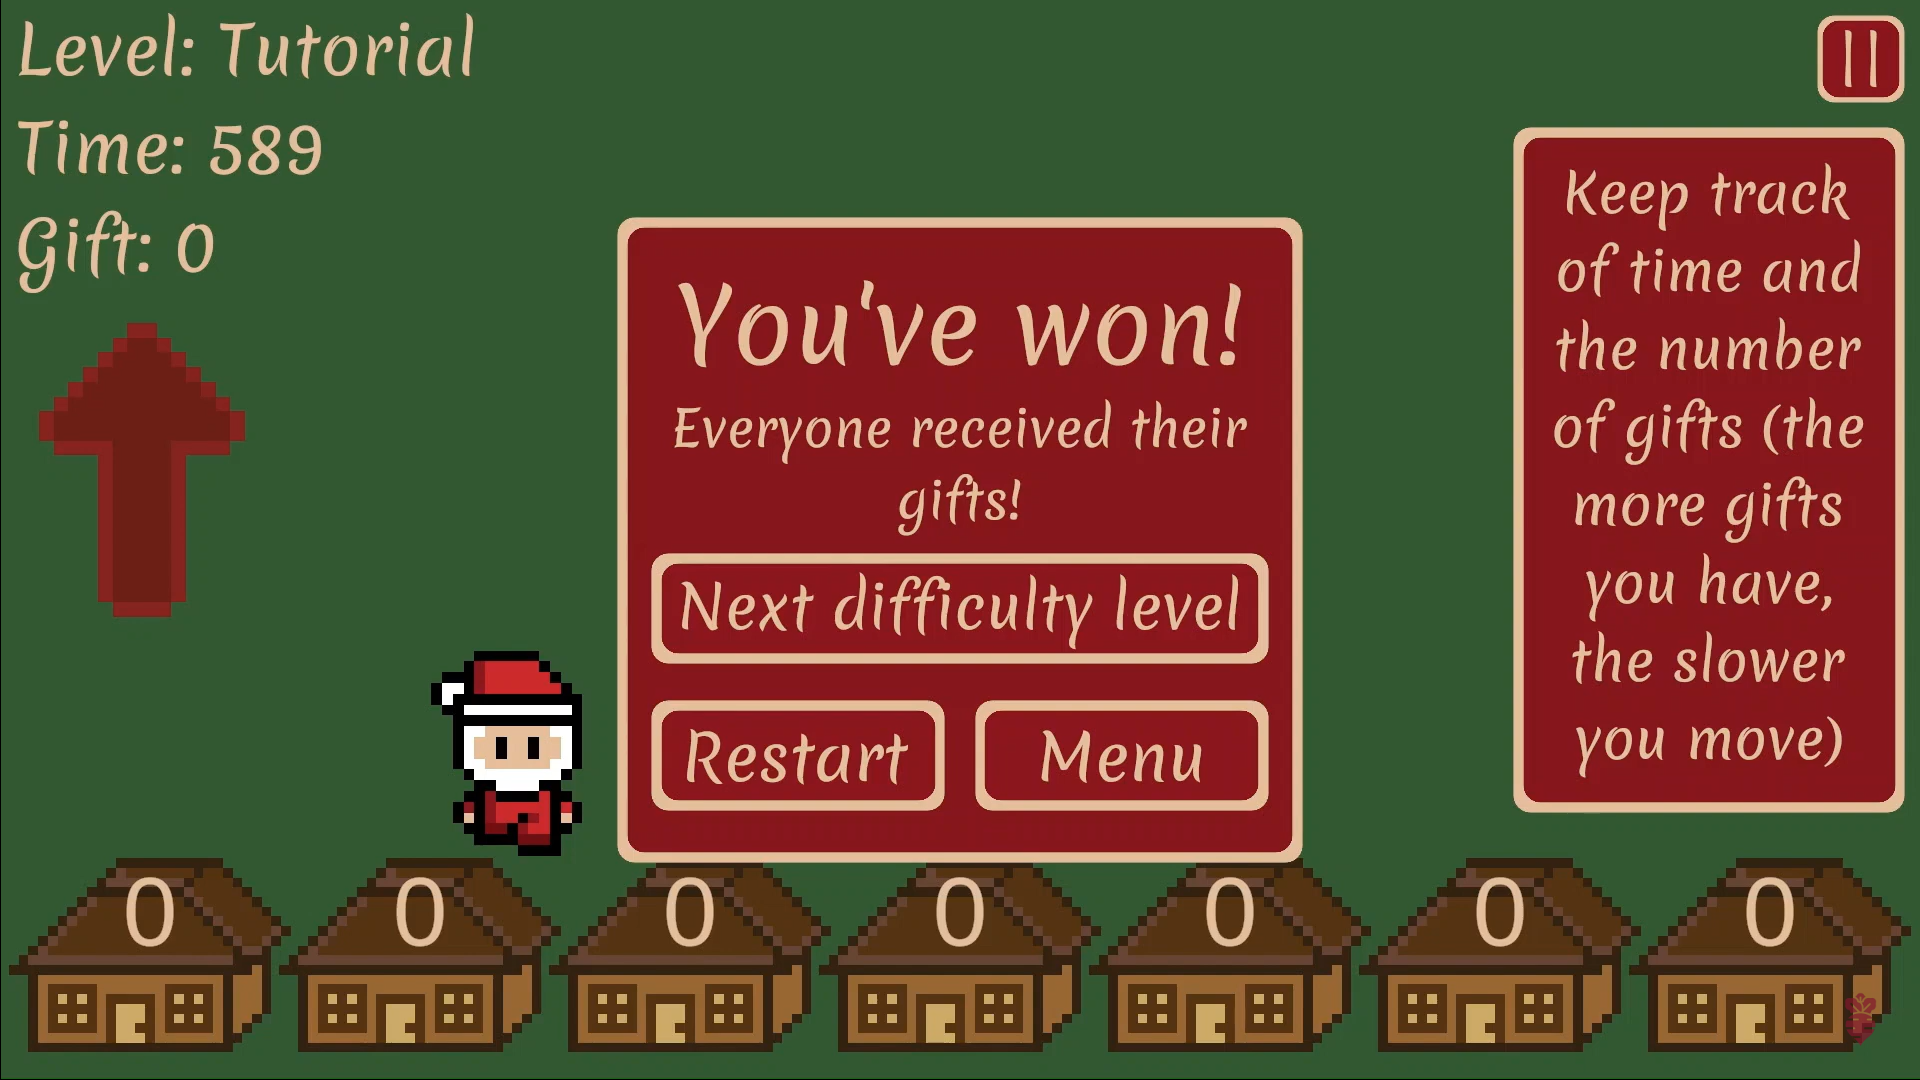 Level: Tutorial
Time: 589
Gift: 0
You've won!
Everyone received their
gifts!
Next difficulty level
Restart
Menu
Keep track
of time and
the number
of gifts (the
more gifts
you have,
the slower
you move)
0
0
0
0
0
0
0